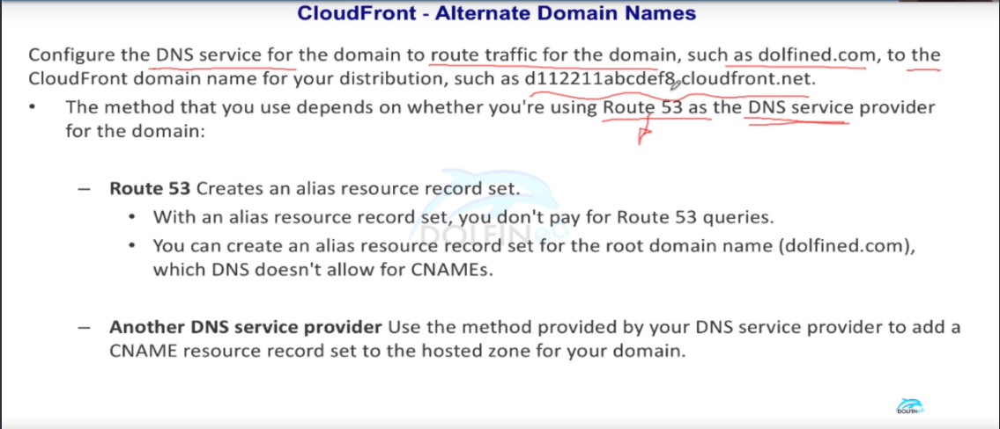 CloudFront - Alternate Domain Names
Configure the DNS service for the domain to route traffic for the domain, such as dolfined.com, to the
CloudFront domain name for your distribution, such as d112211abcdef8.cloudfront.net.
• The method that you use depends on whether you're using Route 53 as the DNS service provider
for the domain:
– Route 53 Creates an alias resource record set.
• With an alias resource record set, you don't pay for Route 53 queries.
• You can create an alias resource record set for the root domain name (dolfined.com),
which DNS doesn't allow for CNAMEs.
DOLFINed
– Another DNS service provider Use the method provided by your DNS service provider to add a
CNAME resource record set to the hosted zone for your domain.
DOLFINed